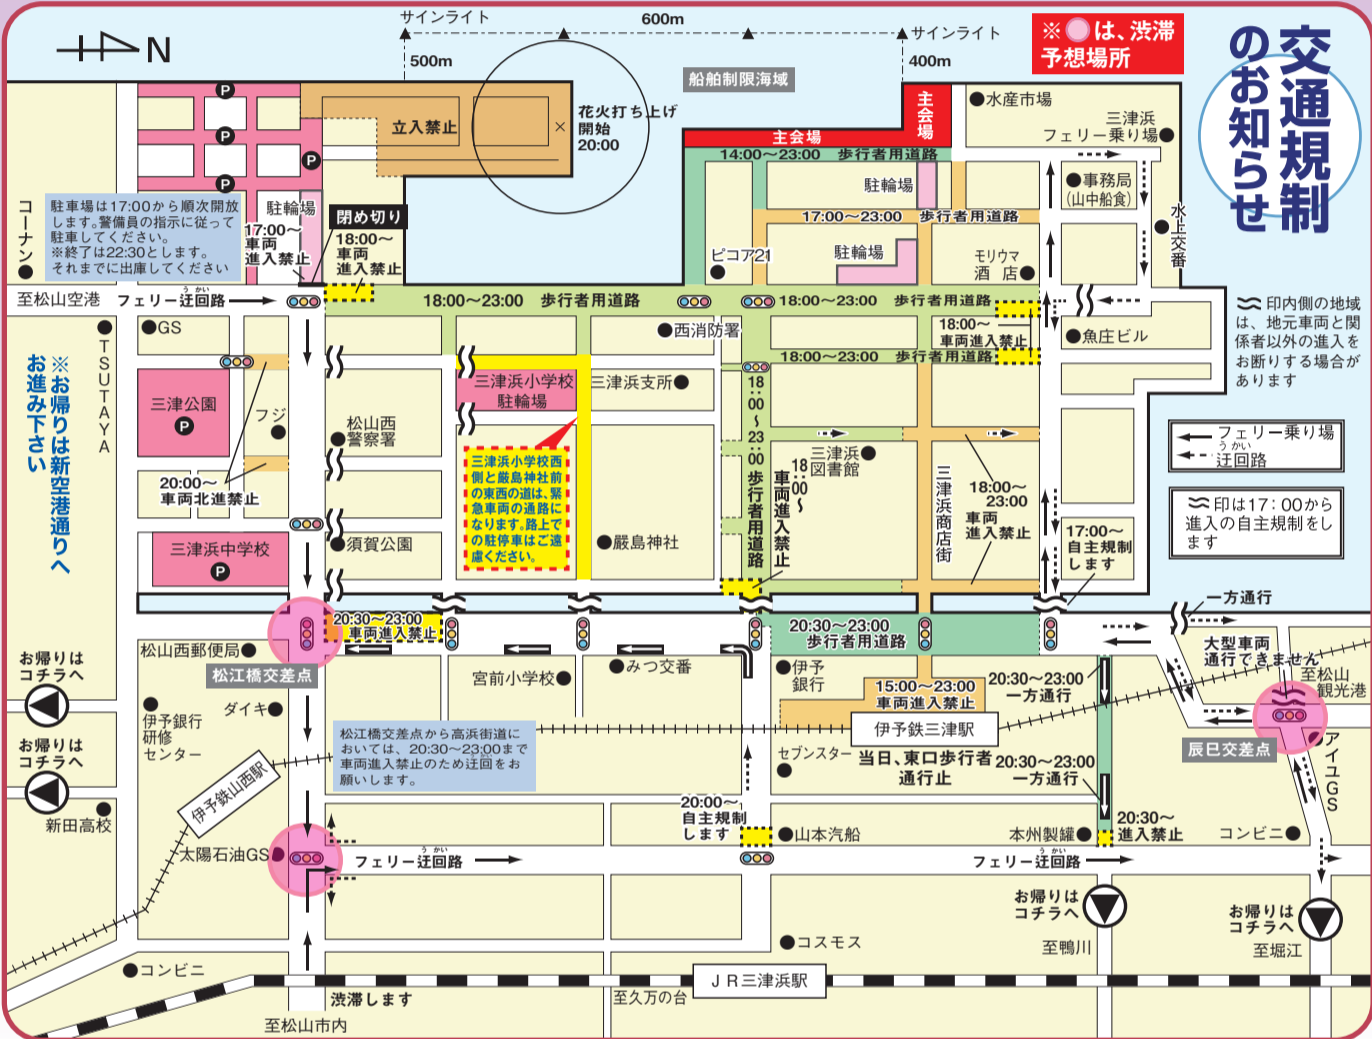 交通規制
のお知らせ
※ は、渋滞
予想場所
サインライト
600m
サインライト
500m
400m
N
船舶制限海域
花火打ち上げ
開始
20:00
立入禁止
主会場
主会場
水産市場
三津浜
フェリー乗り場
14:00〜23:00 歩行者用道路
駐輪場
事務局
(山中船食)
17:00〜23:00 歩行者用道路
水上交番
駐輪場
ピコア21
モリウマ
酒店
P
P
P
P
コーナン
駐車場は17:00から順次開放
します。警備員の指示に従って
駐車してください。
※終了は22:30とします。
それまでに出庫してください
駐輪場
閉め切り
17:00〜
車両
進入禁止
18:00〜
車両
進入禁止
至松山空港
うかい
フェリー迂回路
18:00〜23:00 歩行者用道路
18:00〜23:00 歩行者用道路
印内側の地域
は、地元車両と関
係者以外の進入を
お断りする場合が
あります
TSUTAYA
GS
西消防署
18:00〜
車両進入禁止
魚庄ビル
18:00〜23:00 歩行者用道路
※お帰りは新空港通りへ
お進み下さい
三津公園
P
フジ
松山西
警察署
三津浜小学校
駐輪場
三津浜支所
18:00〜23:00 歩行者用道路
18:00〜
車両進入禁止
三津浜
図書館
三津浜商店街
フェリー乗り場
うかい
迂回路
印は17:00から
進入の自主規制をし
ます
20:00〜
車両北進禁止
三津浜小学校西
側と厳島神社前
の東西の道は、緊
急車両の通路に
なります。路上で
の駐停車はご遠
慮ください。
18:00〜
23:00
車両
進入禁止
17:00〜
自主規制
します
三津浜中学校
P
須賀公園
厳島神社
一方通行
20:30〜23:00
車両進入禁止
20:30〜23:00
歩行者用道路
大型車両
通行できません
松山西郵便局
松江橋交差点
宮前小学校
みつ交番
伊予
銀行
20:30〜23:00
一方通行
至松山
観光港
お帰りは
コチラへ
15:00〜23:00
車両進入禁止
ダイキ
伊予銀行
研修
センター
松江橋交差点から高浜街道に
おいては、20:30〜23:00まで
車両進入禁止のため迂回をお
願いします。
伊予鉄三津駅
辰巳交差点
お帰りは
コチラへ
セブンスター
当日、東口歩行者
通行止
20:30〜23:00
一方通行
アイユGS
伊予鉄山西駅
新田高校
20:00〜
自主規制
します
山本汽船
本州製罐
20:30〜
進入禁止
コンビニ
太陽石油GS
うかい
フェリー迂回路
うかい
フェリー迂回路
お帰りは
コチラへ
お帰りは
コチラへ
コスモス
至鴨川
至堀江
コンビニ
JR三津浜駅
渋滞します
至久万の台
至松山市内